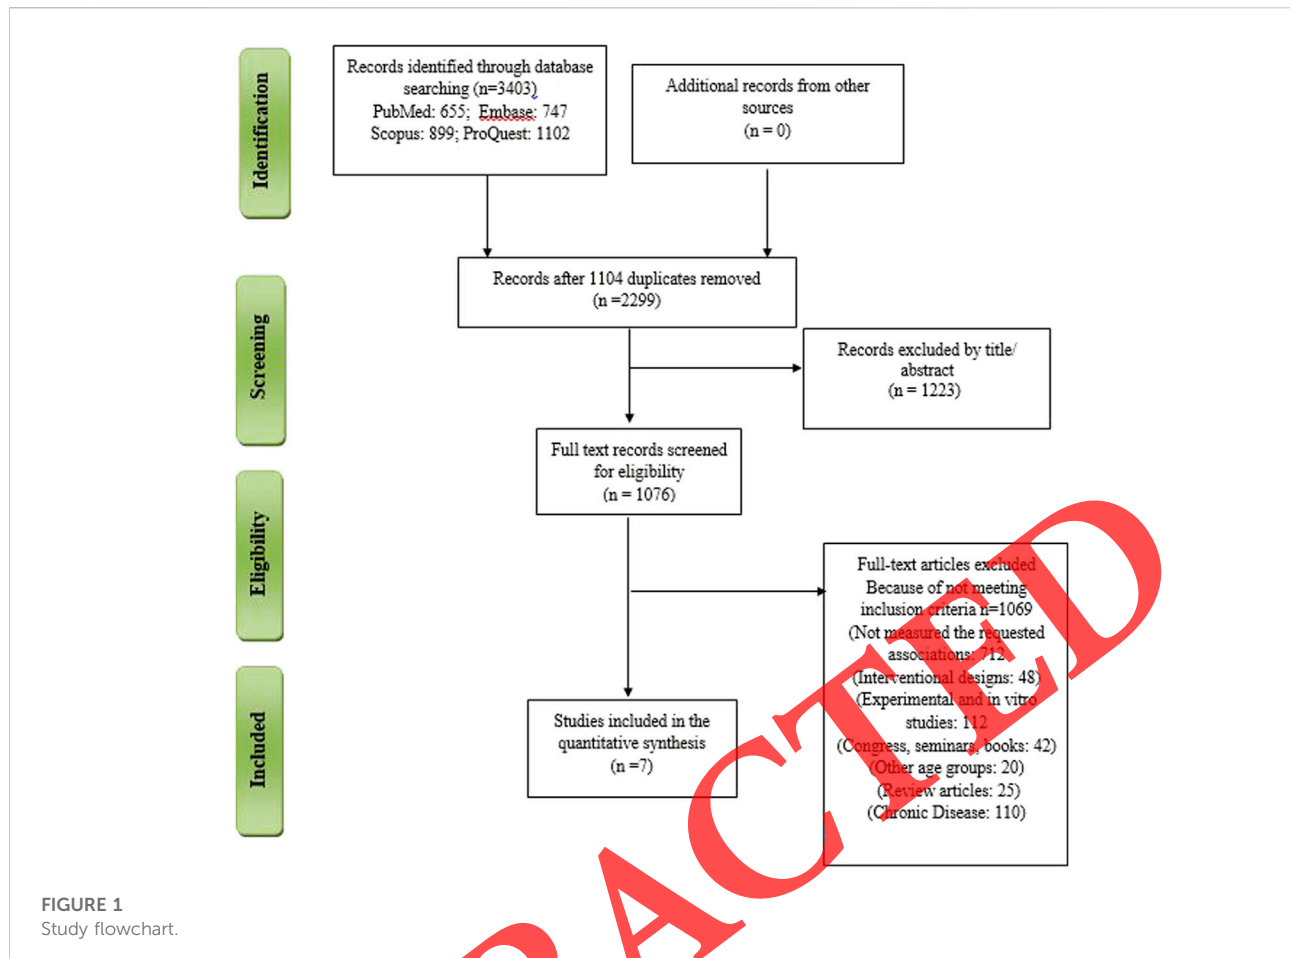 Identification
Records identified through database
searching (n=3403)
PubMed: 655; Embase: 747
Scopus: 899; ProQuest: 1102
Additional records from other
sources
(n = 0)
Records after 1104 duplicates removed
(n =2299)
Screening
Records excluded by title/
abstract
(n = 1223)
Full text records screened
for eligibility
(n = 1076)
Eligibility
Full-text articles excluded
Because of not meeting
inclusion criteria n=1069
(Not measured the requested
associations: 712
(Interventional designs: 48)
(Experimental and in vitro
studies: 112
(Congress, seminars, books: 42)
(Other age groups: 20)
(Review articles: 25)
(Chronic Disease: 110)
Included
Studies included in the
quantitative synthesis
(n =7)
RACTED
FIGURE 1
Study flowchart.